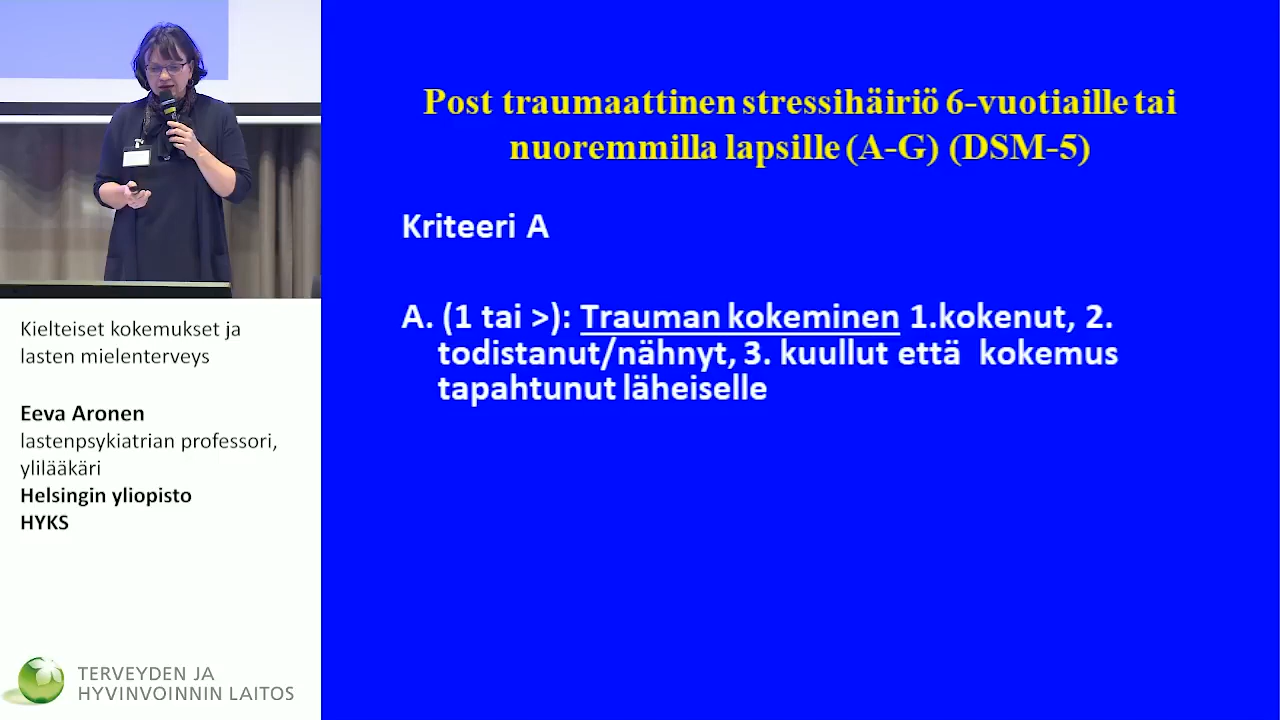 Post traumaattinen stressihäiriö 6-vuotiaille tai
nuoremmilla lapsille (A-G) (DSM-5)
Kriteeri A
A. (1 tai >): Trauman kokeminen 1.kokenut, 2.
todistanut/nähnyt, 3. kuullut että kokemus
tapahtunut läheiselle
Kielteiset kokemukset ja
lasten mielenterveys
Eeva Aronen
lastenpsykiatrian professori,
ylilääkäri
Helsingin yliopisto
HYKS
TERVEYDEN JA
HYVINVOINNIN LAITOS